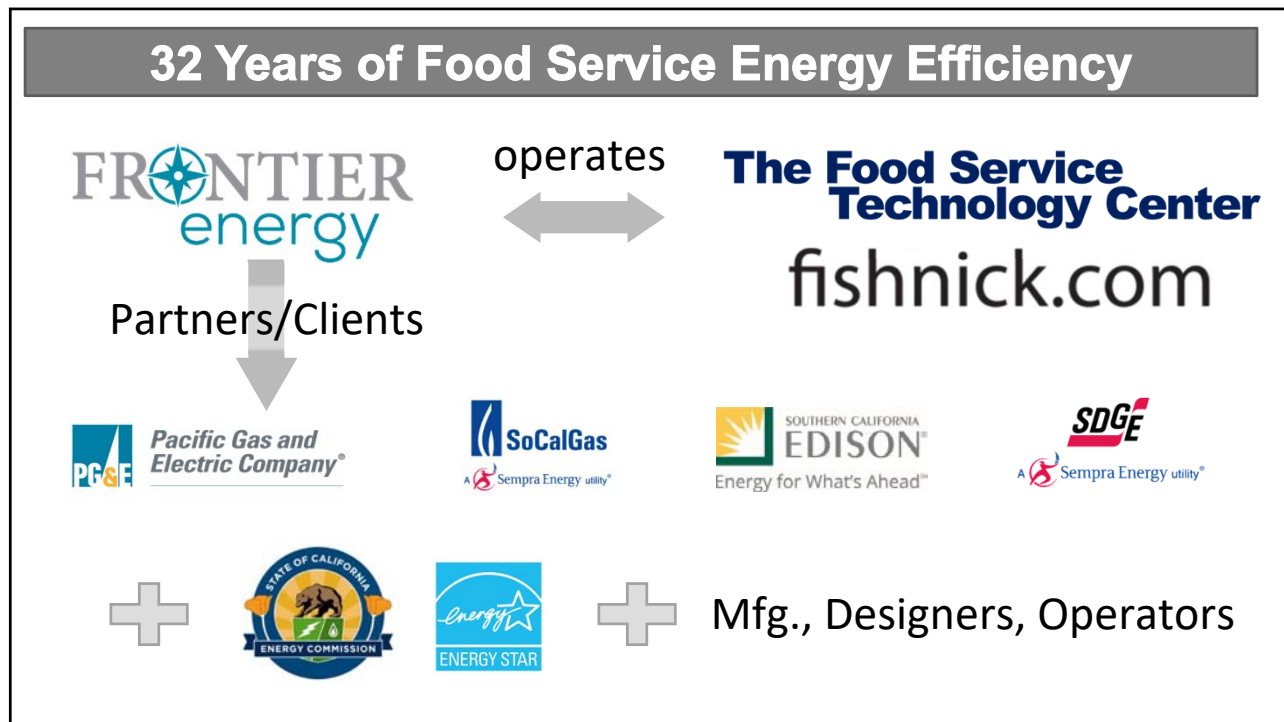 32 Years of Food Service Energy Efficiency
FRONTIER
energy
operates
The Food Service
Technology Center
fishnick.com
Partners/Clients
PG&E
Pacific Gas and
Electric Company®
SoCalGas
A Sempra Energy utility®
SOUTHERN CALIFORNIA
EDISON®
Energy for What's Ahead℠
SDGE
A Sempra Energy utility®
STATE OF CALIFORNIA
ENERGY COMMISSION
energy
ENERGY STAR
Mfg., Designers, Operators